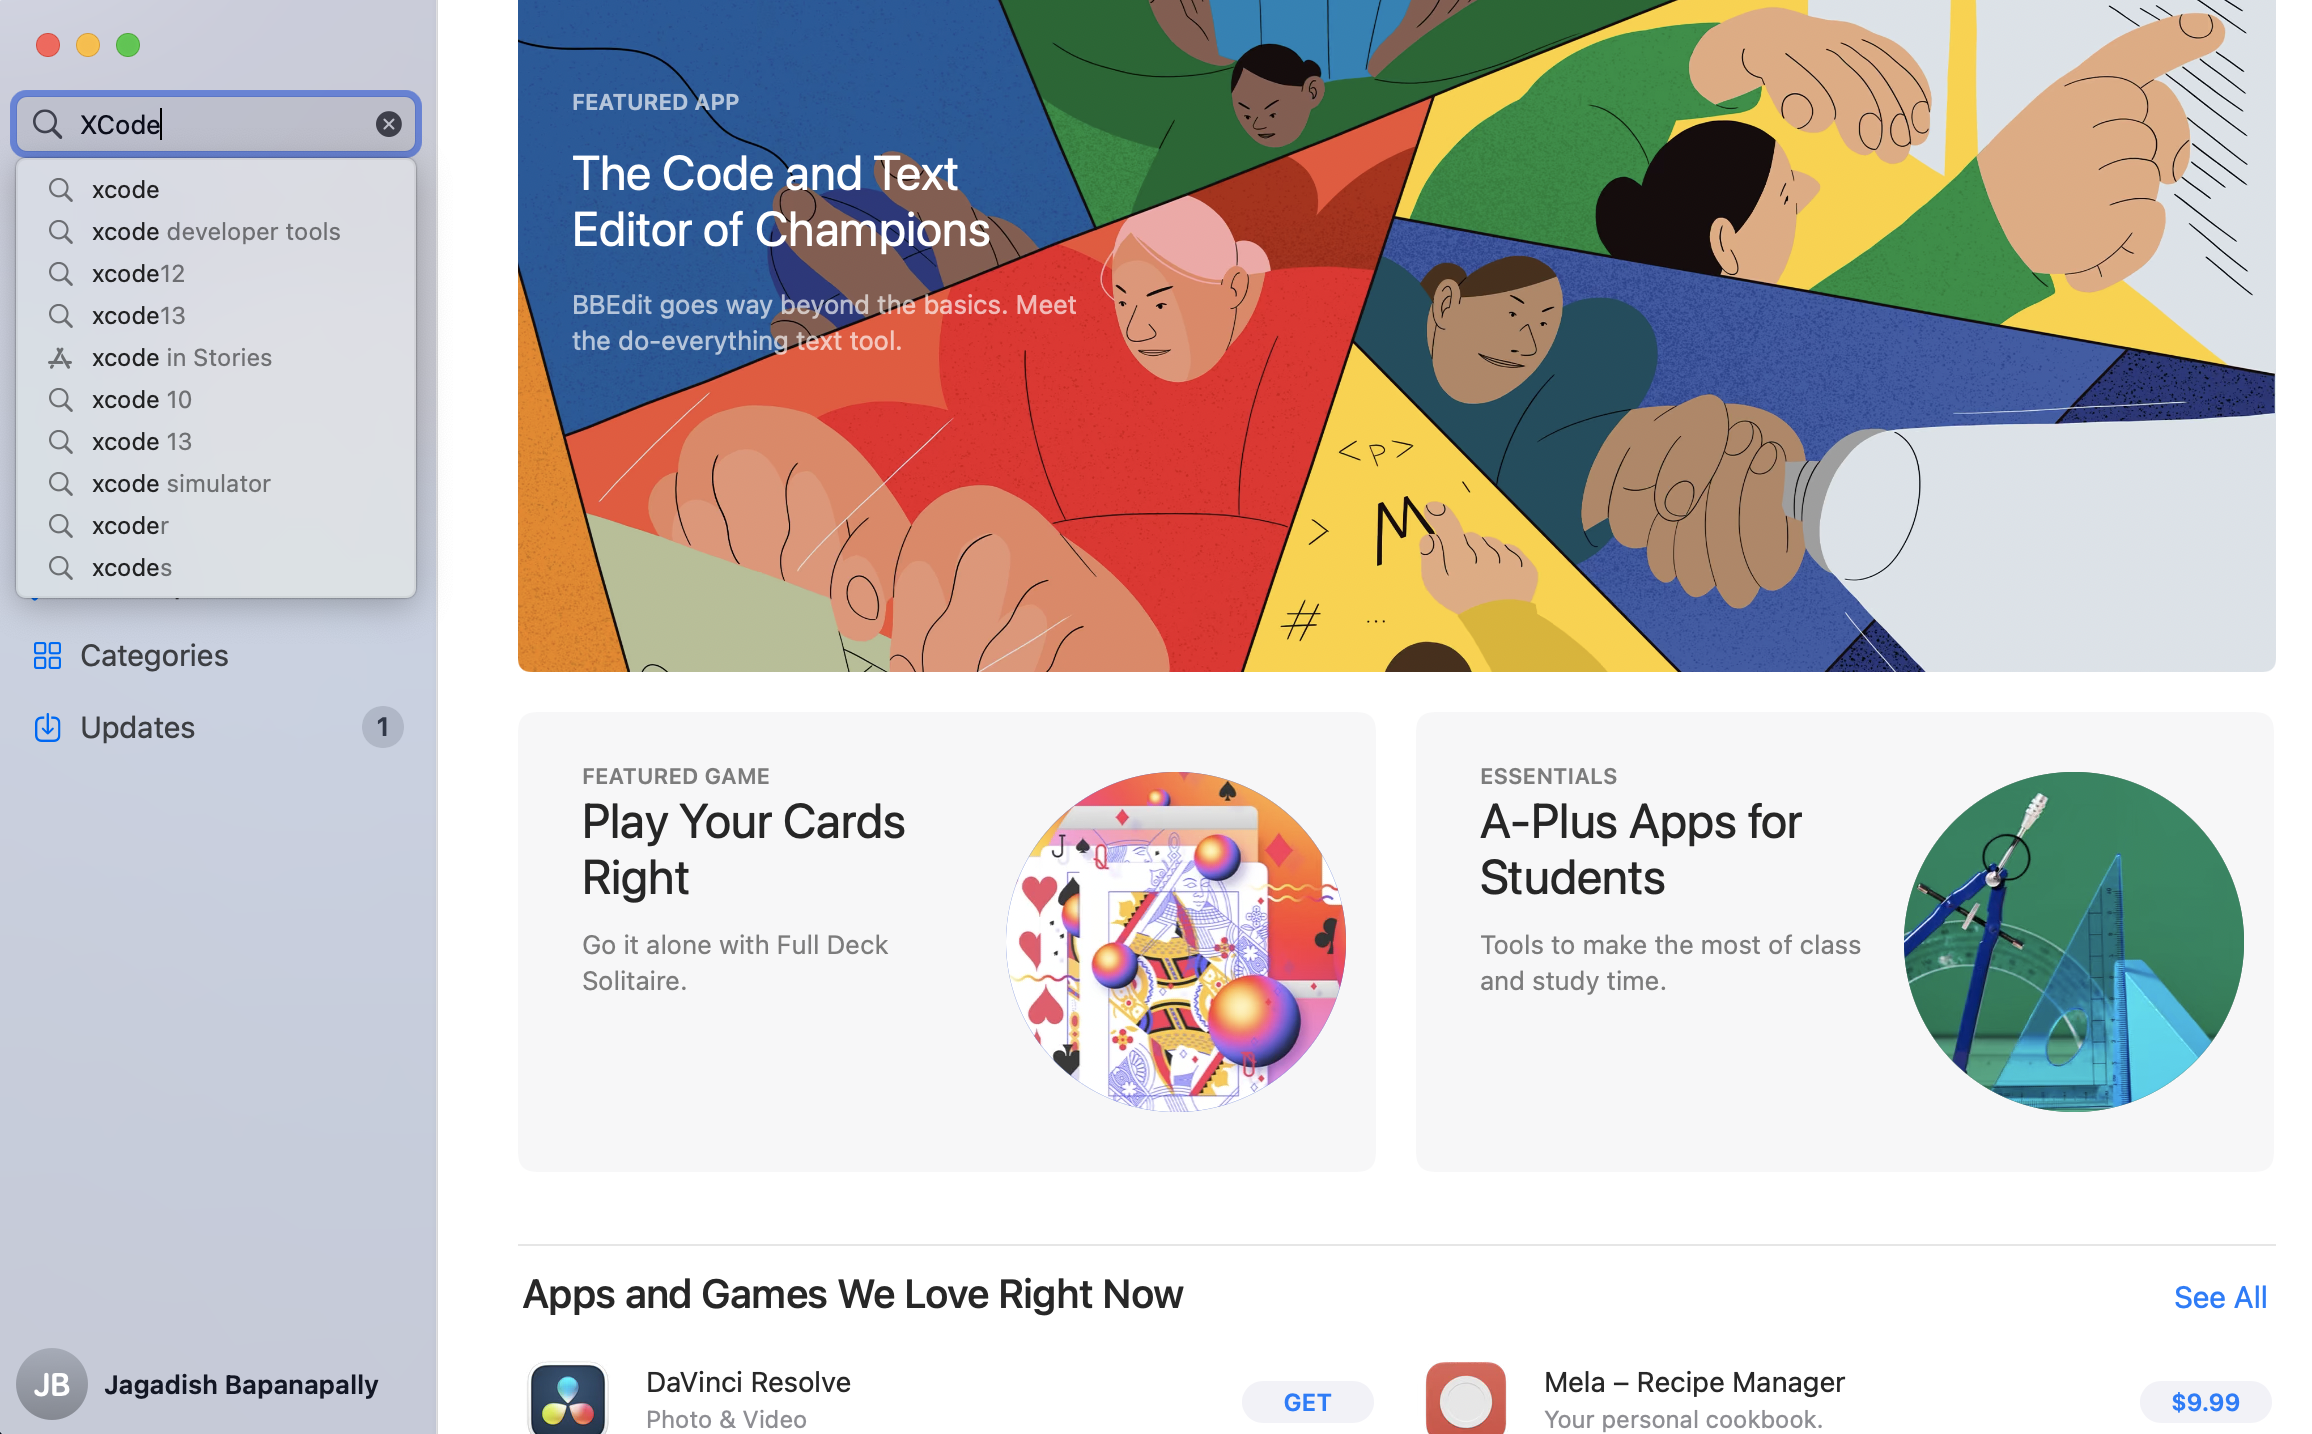 XCode
xcode
xcode developer tools
xcode12
xcode13
xcode in Stories
xcode 10
xcode 13
xcode simulator
xcoder
xcodes
Categories
Updates
1
JB
Jagadish Bapanapally
FEATURED APP
The Code and Text
Editor of Champions
BBEdit goes way beyond the basics. Meet
the do-everything text tool.
<p>
>
M
#
...
FEATURED GAME
Play Your Cards
Right
Go it alone with Full Deck
Solitaire.
J
Q
Q
ESSENTIALS
A-Plus Apps for
Students
Tools to make the most of class
and study time.
Apps and Games We Love Right Now
See All
DaVinci Resolve
Photo & Video
GET
Mela – Recipe Manager
Your personal cookbook.
$9.99